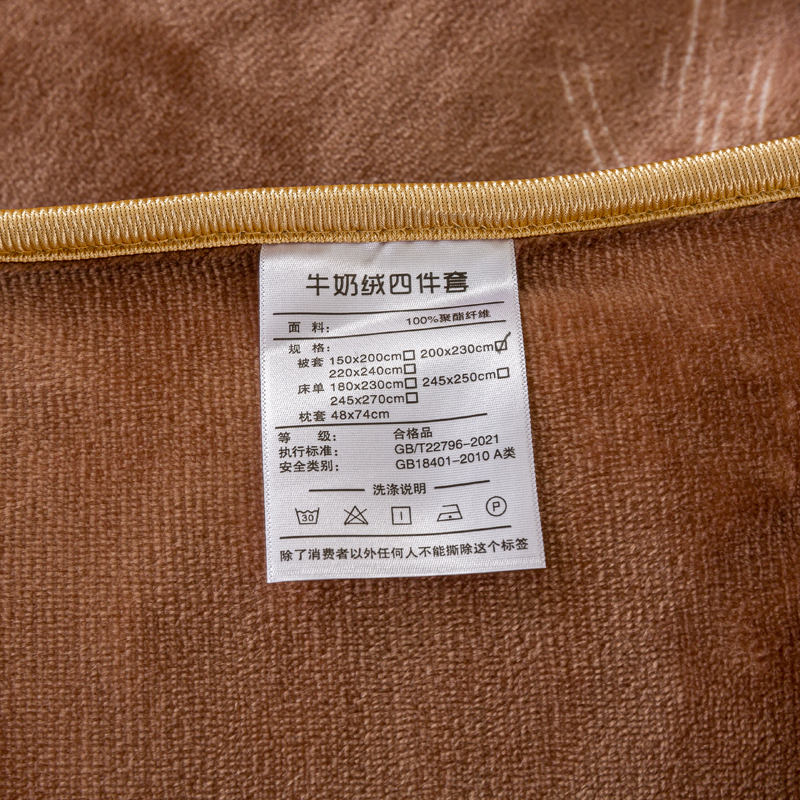 牛奶绒四件套
面 料: 100%聚酯纤维
规 格:
被套 150x200cm□ 200x230cm☑
220x240cm□
床单 180x230cm□ 245x250cm□
245x270cm□
枕套 48x74cm
等 级: 合格品
执行标准: GB/T22796-2021
安全类别: GB18401-2010 A类
洗涤说明
30 P
除了消费者以外任何人不能撕除这个标签